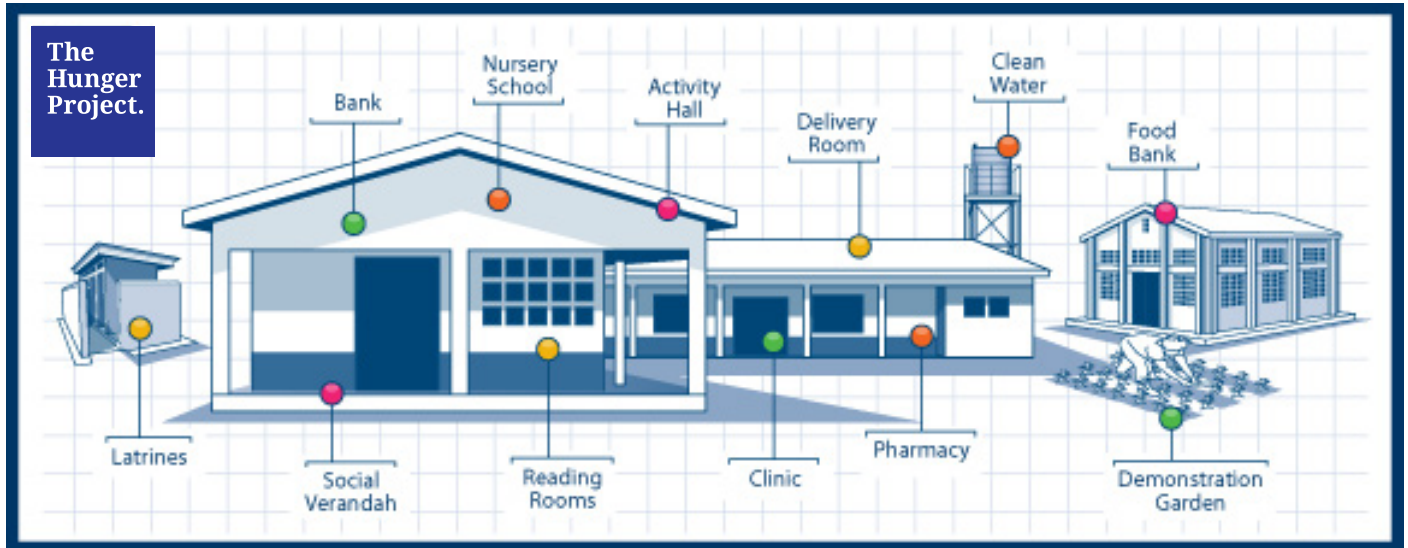 The
Hunger
Project.
Bank
Nursery
School
Activity
Hall
Delivery
Room
Clean
Water
Food
Bank
Latrines
Social
Verandah
Reading
Rooms
Clinic
Pharmacy
Demonstration
Garden